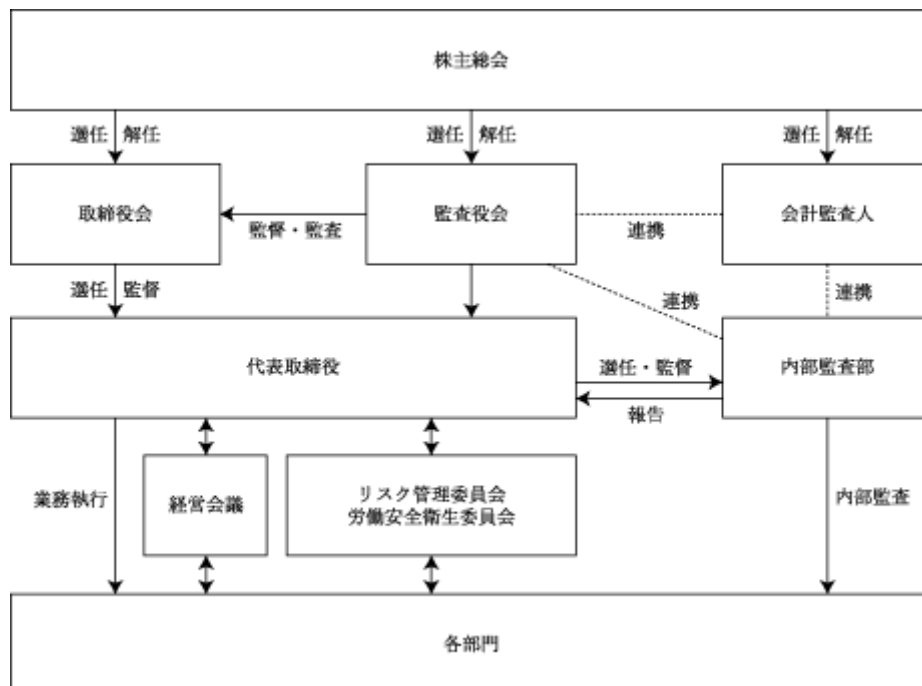 株主総会
選任 解任
選任 解任
選任 解任
取締役会
監査役会
会計監査人
監督・監査
連携
選任 監督
連携
連携
代表取締役
内部監査部
選任・監督
報告
業務執行
経営会議
リスク管理委員会
労働安全衛生委員会
内部監査
各部門